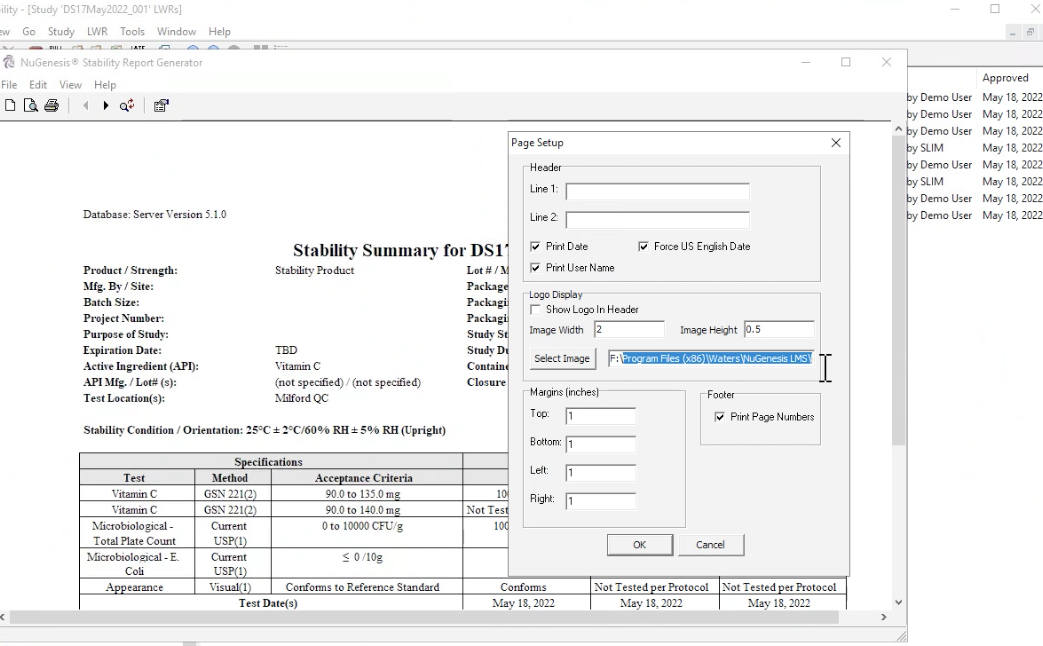 ility - [Study 'DS17May2022_001' LWRs]
ew Go Study LWR Tools Window Help
NuGenesis® Stability Report Generator
File Edit View Help
Approved
by Demo User May 18, 2022
by Demo User May 18, 2022
by Demo User May 18, 2022
by SLIM May 18, 2022
by Demo User May 18, 2022
by SLIM May 18, 2022
by Demo User May 18, 2022
by Demo User May 18, 2022
Database: Server Version 5.1.0
Stability Summary for DS17
Product / Strength: Stability Product Lot # / M
Mfg. By / Site: Package
Batch Size: Packagi
Project Number: Packagi
Purpose of Study: Study St
Expiration Date: TBD Study Du
Active Ingredient (API): Vitamin C Containe
API Mfg. / Lot# (s): (not specified) / (not specified) Closure
Test Location(s): Milford QC
Stability Condition / Orientation: 25°C ± 2°C/60% RH ± 5% RH (Upright)
Specifications
Test Method Acceptance Criteria
Vitamin C GSN 221(2) 90.0 to 135.0 mg 10
Vitamin C GSN 221(2) 90.0 to 140.0 mg Not Test
Microbiological - Current 0 to 10000 CFU/g 100
Total Plate Count USP(1)
Microbiological - E. Current ≤ 0 /10g
Coli USP(1)
Appearance Visual(1) Conforms to Reference Standard Conforms Not Tested per Protocol Not Tested per Protocol
Test Date(s) May 18, 2022 May 18, 2022 May 18, 2022
Page Setup
Header
Line 1:
Line 2:
Print Date Force US English Date
Print User Name
Logo Display
Show Logo In Header
Image Width 2 Image Height 0.5
Select Image F:\Program Files (x86)\Waters\NuGenesis LMS\
Margins (inches) Footer
Top: 1 Print Page Numbers
Bottom: 1
Left: 1
Right: 1
OK Cancel